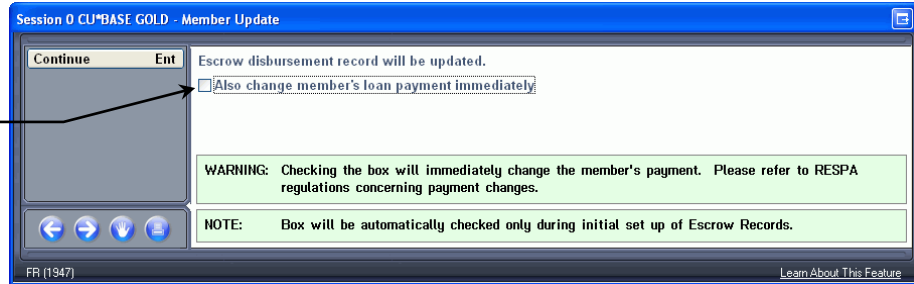 Session 0 CU*BASE GOLD - Member Update
Continue Ent
Escrow disbursement record will be updated.
Also change member's loan payment immediately
WARNING: Checking the box will immediately change the member's payment. Please refer to RESPA
regulations concerning payment changes.
NOTE: Box will be automatically checked only during initial set up of Escrow Records.
FR (1947)
Learn About This Feature